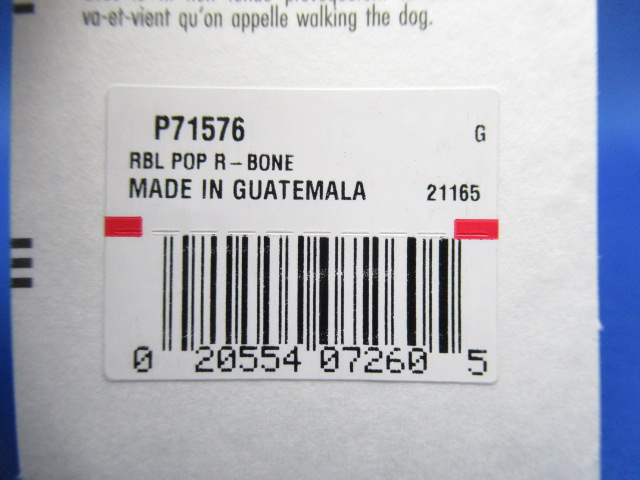 va-et-vient qu'on appelle walking the dog.
P71576
G
RBL POP R-BONE
MADE IN GUATEMALA 21165
0 20554 07260 5